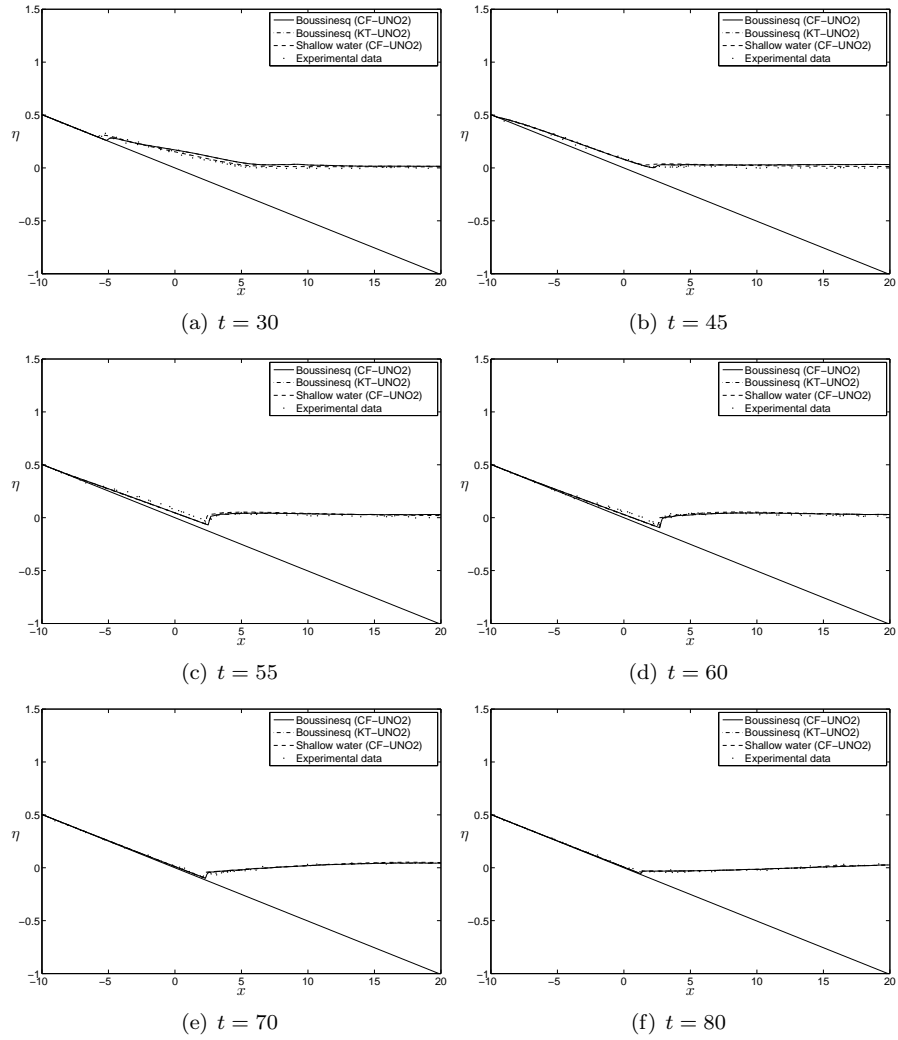 1.5
1
0.5
0
−0.5
−1
η
Boussinesq (CF−UNO2)
Boussinesq (KT−UNO2)
Shallow water (CF−UNO2)
Experimental data
−10 −5 0 5 10 15 20
x
(a) t = 30
1.5
1
0.5
0
−0.5
−1
η
Boussinesq (CF−UNO2)
Boussinesq (KT−UNO2)
Shallow water (CF−UNO2)
Experimental data
−10 −5 0 5 10 15 20
x
(b) t = 45
1.5
1
0.5
0
−0.5
−1
η
Boussinesq (CF−UNO2)
Boussinesq (KT−UNO2)
Shallow water (CF−UNO2)
Experimental data
−10 −5 0 5 10 15 20
x
(c) t = 55
1.5
1
0.5
0
−0.5
−1
η
Boussinesq (CF−UNO2)
Boussinesq (KT−UNO2)
Shallow water (CF−UNO2)
Experimental data
−10 −5 0 5 10 15 20
x
(d) t = 60
1.5
1
0.5
0
−0.5
−1
η
Boussinesq (CF−UNO2)
Boussinesq (KT−UNO2)
Shallow water (CF−UNO2)
Experimental data
−10 −5 0 5 10 15 20
x
(e) t = 70
1.5
1
0.5
0
−0.5
−1
η
Boussinesq (CF−UNO2)
Boussinesq (KT−UNO2)
Shallow water (CF−UNO2)
Experimental data
−10 −5 0 5 10 15 20
x
(f) t = 80